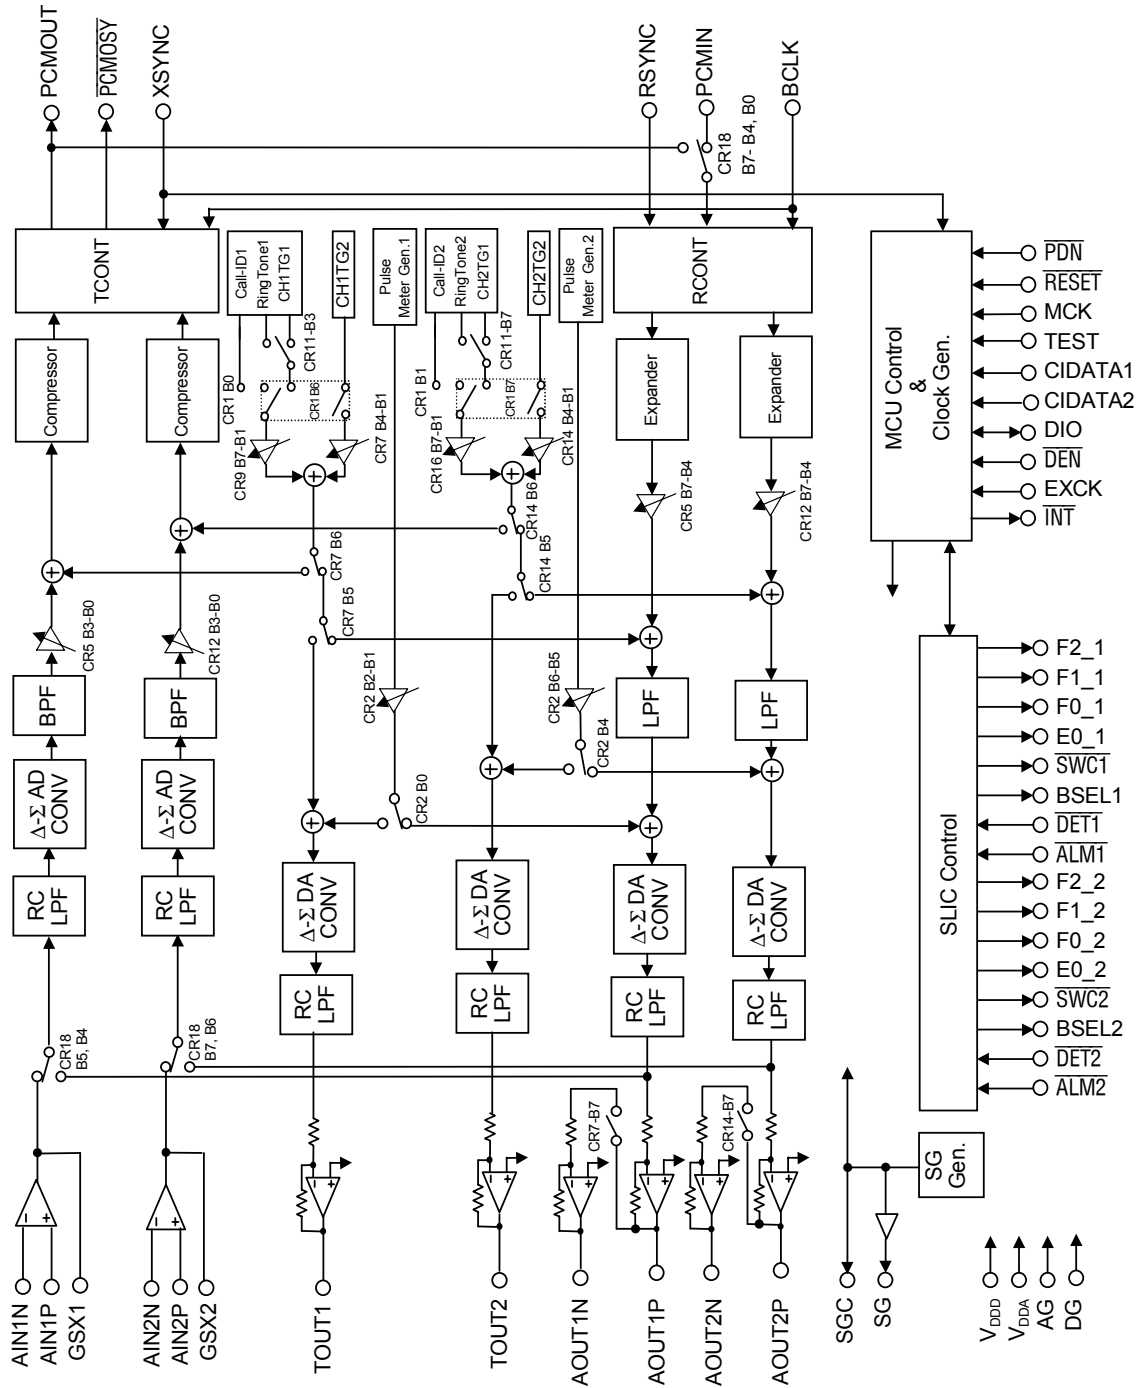 PCMOUT
PCMOSY
XSYNC
RSYNC
PCMIN
BCLK
CR18
B7- B4, B0
TCONT
Call-ID1
RingTone1
CH1TG1
CH1TG2
Pulse
Meter Gen.1
Call-ID2
RingTone2
CH2TG1
CH2TG2
Pulse
Meter Gen.2
RCONT
MCU Control
&
Clock Gen.
PDN
RESET
MCK
TEST
CIDATA1
CIDATA2
DIO
DEN
EXCK
INT
Compressor
Compressor
CR1 B0
CR11-B3
CR1 B6
CR9 B7-B1
CR7 B4-B1
CR1 B1
CR11-B7
CR1 B7
CR16 B7-B1
CR14 B4-B1
Expander
Expander
CR5 B7-B4
CR12 B7-B4
+
+
+
+
CR7 B6
CR7 B5
CR14 B6
CR14 B5
+
+
CR5 B3-B0
CR12 B3-B0
BPF
BPF
CR2 B2-B1
CR2 B6-B5
LPF
LPF
CR2 B0
CR2 B4
+
+
+
+
Δ-Σ AD
CONV
Δ-Σ AD
CONV
Δ-Σ DA
CONV
Δ-Σ DA
CONV
Δ-Σ DA
CONV
Δ-Σ DA
CONV
RC
LPF
RC
LPF
RC
LPF
RC
LPF
RC
LPF
RC
LPF
CR18
B5, B4
CR18
B7, B6
CR7-B7
CR14-B7
SLIC Control
F2_1
F1_1
F0_1
E0_1
SWC1
BSEL1
DET1
ALM1
F2_2
F1_2
F0_2
E0_2
SWC2
BSEL2
DET2
ALM2
SG
Gen.
AIN1N
AIN1P
GSX1
AIN2N
AIN2P
GSX2
TOUT1
TOUT2
AOUT1N
AOUT1P
AOUT2N
AOUT2P
SGC
SG
VDDD
VDDA
AG
DG